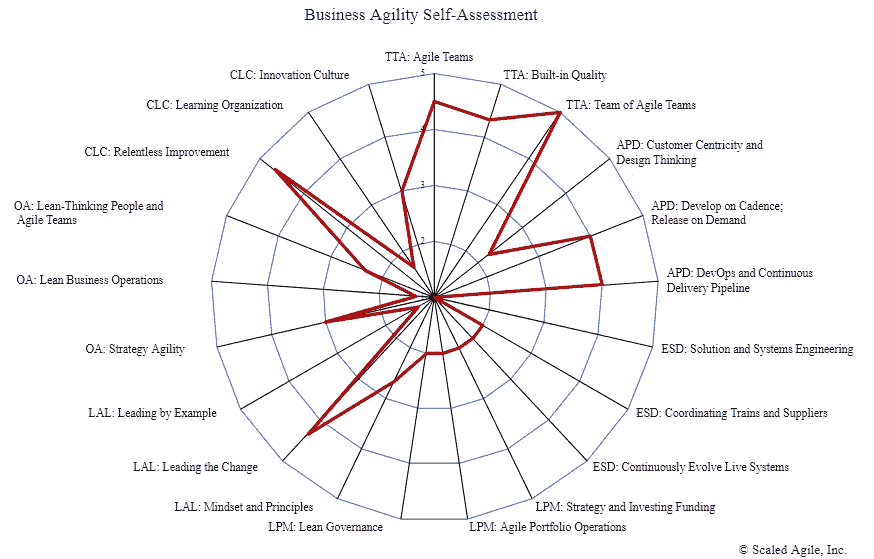 Business Agility Self-Assessment
TTA: Agile Teams
5
CLC: Innovation Culture
TTA: Built-in Quality
CLC: Learning Organization
TTA: Team of Agile Teams
4
CLC: Relentless Improvement
APD: Customer Centricity and
Design Thinking
3
OA: Lean-Thinking People and
Agile Teams
APD: Develop on Cadence;
Release on Demand
2
OA: Lean Business Operations
APD: DevOps and Continuous
Delivery Pipeline
OA: Strategy Agility
ESD: Solution and Systems Engineering
LAL: Leading by Example
ESD: Coordinating Trains and Suppliers
LAL: Leading the Change
ESD: Continuously Evolve Live Systems
LAL: Mindset and Principles
LPM: Strategy and Investing Funding
LPM: Lean Governance
LPM: Agile Portfolio Operations
© Scaled Agile, Inc.